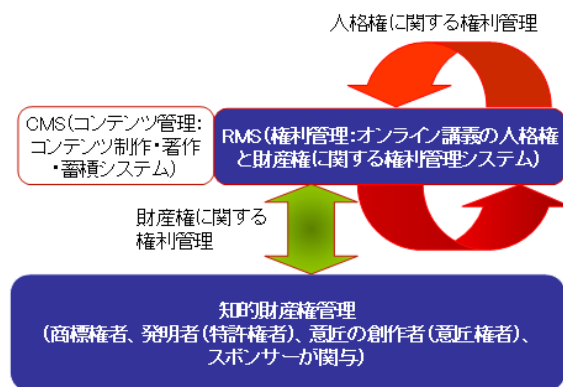 人格権に関する権利管理
CMS(コンテンツ管理:
コンテンツ制作・著作
・蓄積システム)
RMS(権利管理:オンライン講義の人格権
と財産権に関する権利管理システム)
財産権に関する
権利管理
知的財産権管理
(商標権者、発明者(特許権者)、意匠の創作者(意匠権者)、
スポンサーが関与)